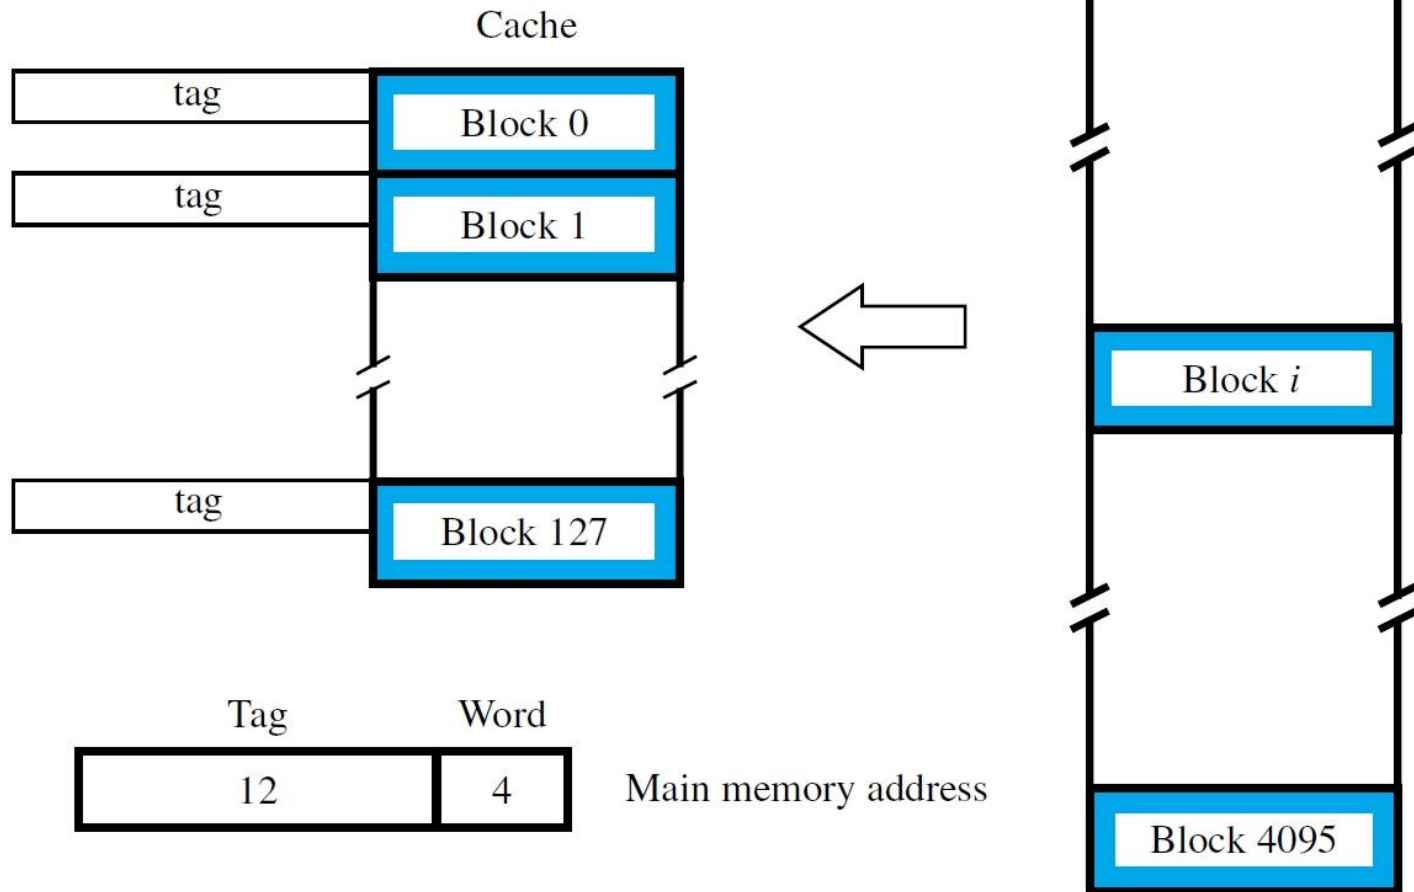 Cache
tag
Block 0
tag
Block 1
Block i
tag
Block 127
Tag
Word
12
4
Main memory address
Block 4095